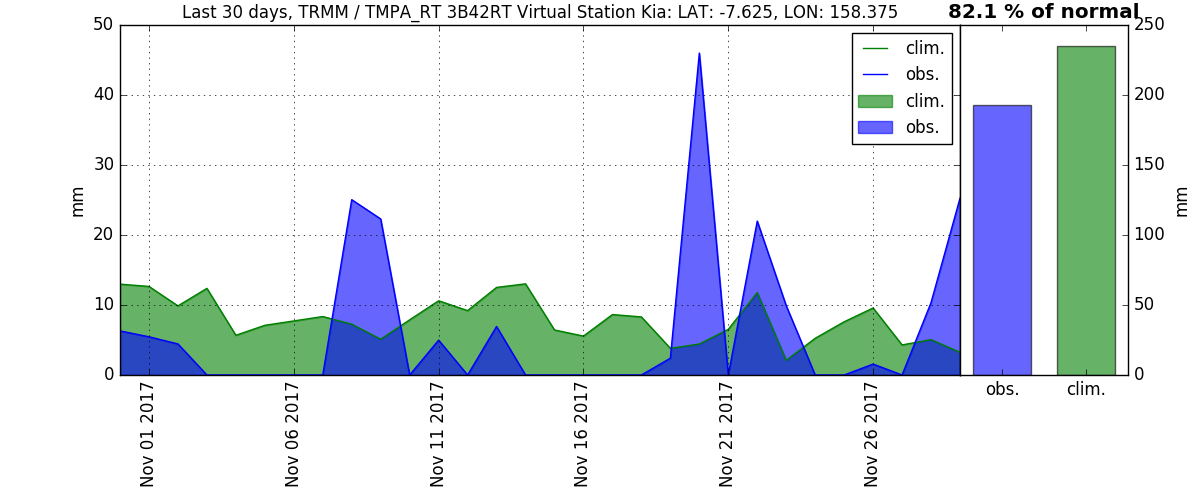 Last 30 days, TRMM / TMPA_RT 3B42RT Virtual Station Kia: LAT: -7.625, LON: 158.375
82.1 % of normal
50
40
30
20
10
0
mm
Nov 01 2017
Nov 06 2017
Nov 11 2017
Nov 16 2017
Nov 21 2017
Nov 26 2017
clim.
obs.
clim.
obs.
250
200
150
100
50
0
mm
obs.
clim.